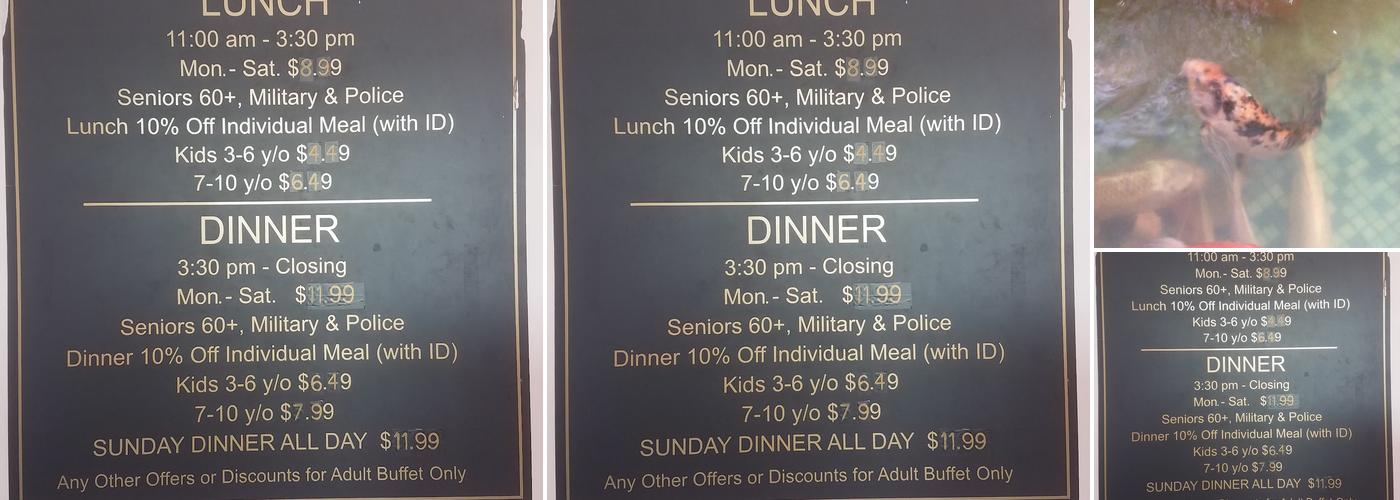 LUNCH
11:00 am - 3:30 pm
Mon.- Sat. $8.99
Seniors 60+, Military & Police
Lunch 10% Off Individual Meal (with ID)
Kids 3-6 y/o $4.49
7-10 y/o $6.49
DINNER
3:30 pm - Closing
Mon.- Sat. $11.99
Seniors 60+, Military & Police
Dinner 10% Off Individual Meal (with ID)
Kids 3-6 y/o $6.49
7-10 y/o $7.99
SUNDAY DINNER ALL DAY $11.99
Any Other Offers or Discounts for Adult Buffet Only
LUNCH
11:00 am - 3:30 pm
Mon.- Sat. $8.99
Seniors 60+, Military & Police
Lunch 10% Off Individual Meal (with ID)
Kids 3-6 y/o $4.49
7-10 y/o $6.49
DINNER
3:30 pm - Closing
Mon.- Sat. $11.99
Seniors 60+, Military & Police
Dinner 10% Off Individual Meal (with ID)
Kids 3-6 y/o $6.49
7-10 y/o $7.99
SUNDAY DINNER ALL DAY $11.99
Any Other Offers or Discounts for Adult Buffet Only
11:00 am - 3:30 pm
Mon.- Sat. $8.99
Seniors 60+, Military & Police
Lunch 10% Off Individual Meal (with ID)
Kids 3-6 y/o $4.49
7-10 y/o $6.49
DINNER
3:30 pm - Closing
Mon.- Sat. $11.99
Seniors 60+, Military & Police
Dinner 10% Off Individual Meal (with ID)
Kids 3-6 y/o $6.49
7-10 y/o $7.99
SUNDAY DINNER ALL DAY $11.99